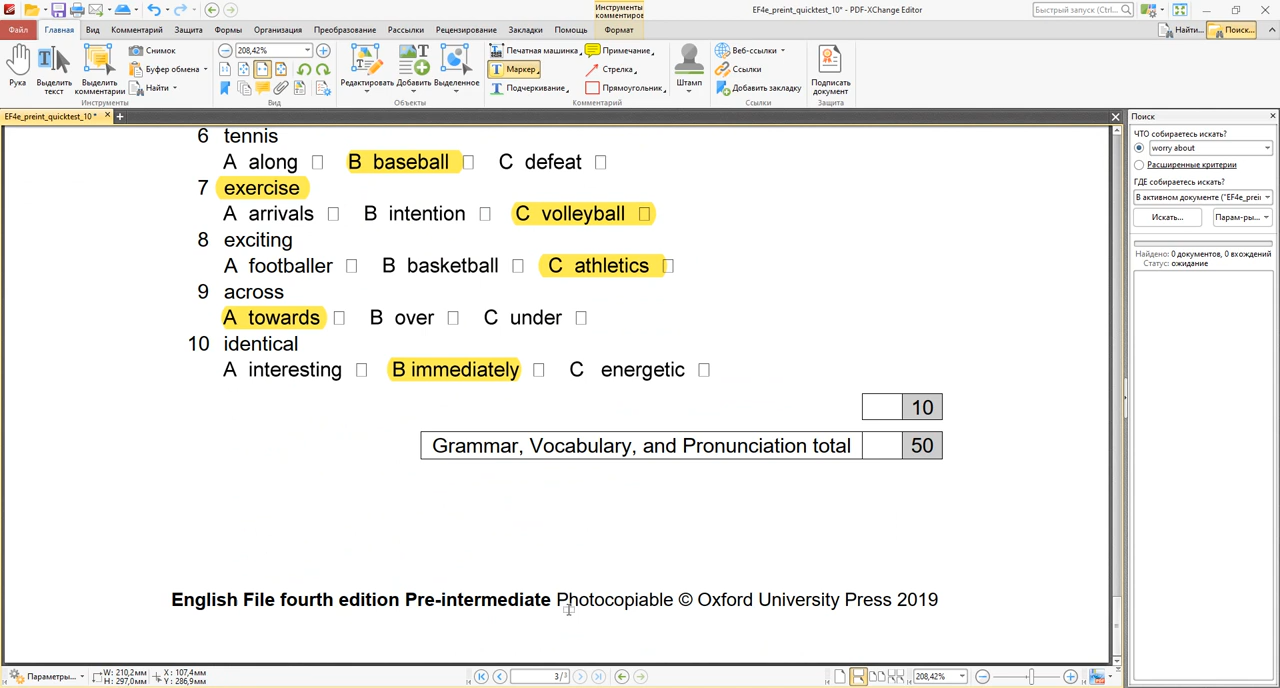 Инструменты
комментиров
EF4e_preint_quicktest_10* - PDF-XChange Editor
Быстрый запуск (Ctrl...
Файл Главная Вид Комментарий Защита Формы Организация Преобразование Рассылки Рецензирование Закладки Помощь Формат Найти... Поиск...
Рука
Выделить текст
Выделить комментарии
Снимок
Буфер обмена
Найти
Инструменты
208,42%
Вид
Редактировать
Добавить
Выделенное
Объекты
Печатная машинка
Маркер
Подчеркивание
Примечание
Стрелка
Прямоугольник
Штамп
Комментарий
Веб-ссылки
Ссылки
Добавить закладку
Ссылки
Подписать документ
Защита
EF4e_preint_quicktest_10 *
6 tennis
A along B baseball C defeat
7 exercise
A arrivals B intention C volleyball
8 exciting
A footballer B basketball C athletics
9 across
A towards B over C under
10 identical
A interesting B immediately C energetic
10
Grammar, Vocabulary, and Pronunciation total 50
English File fourth edition Pre-intermediate Photocopiable © Oxford University Press 2019
Поиск
ЧТО собираетесь искать?
worry about
Расширенные критерии
ГДЕ собираетесь искать?
В активном документе ("EF4e_prei
Искать... Парам-ры...
Найдено: 0 документов, 0 вхождений
Статус: ожидание
Параметры...
W: 210,2мм
H: 297,0мм
X: 107,4мм
Y: 286,9мм
3/3
208,42%